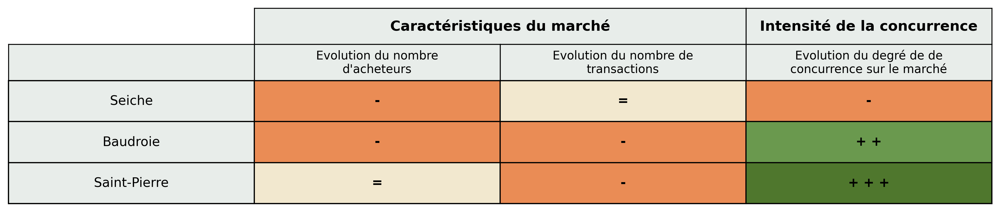 Caractéristiques du marché
Intensité de la concurrence
Evolution du nombre
d'acheteurs
Evolution du nombre de
transactions
Evolution du degré de de
concurrence sur le marché
Seiche
-
=
-
Baudroie
-
-
+ +
Saint-Pierre
=
-
+ + +